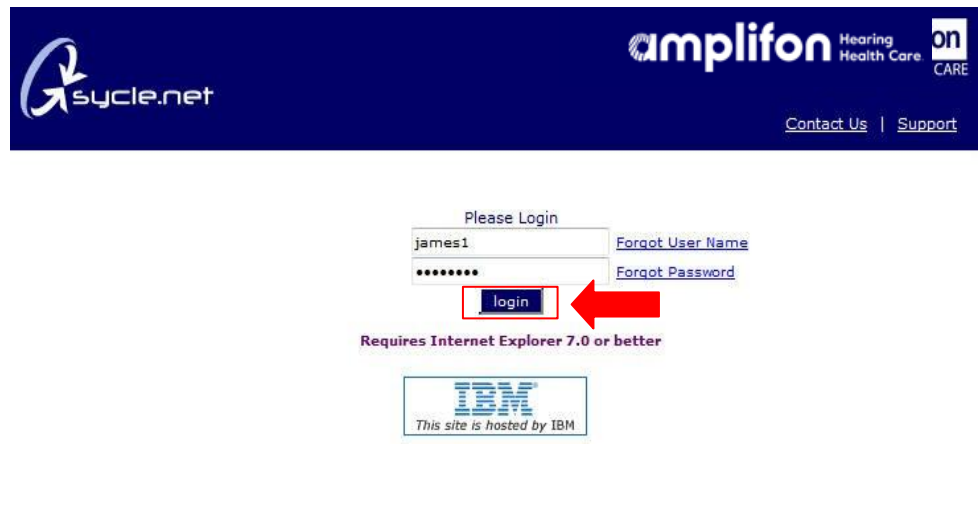 sycle.net
amplifon Hearing Health Care
on
CARE
Contact Us | Support
Please Login
james1 Forgot User Name
•••••••• Forgot Password
login
Requires Internet Explorer 7.0 or better
IBM
This site is hosted by IBM